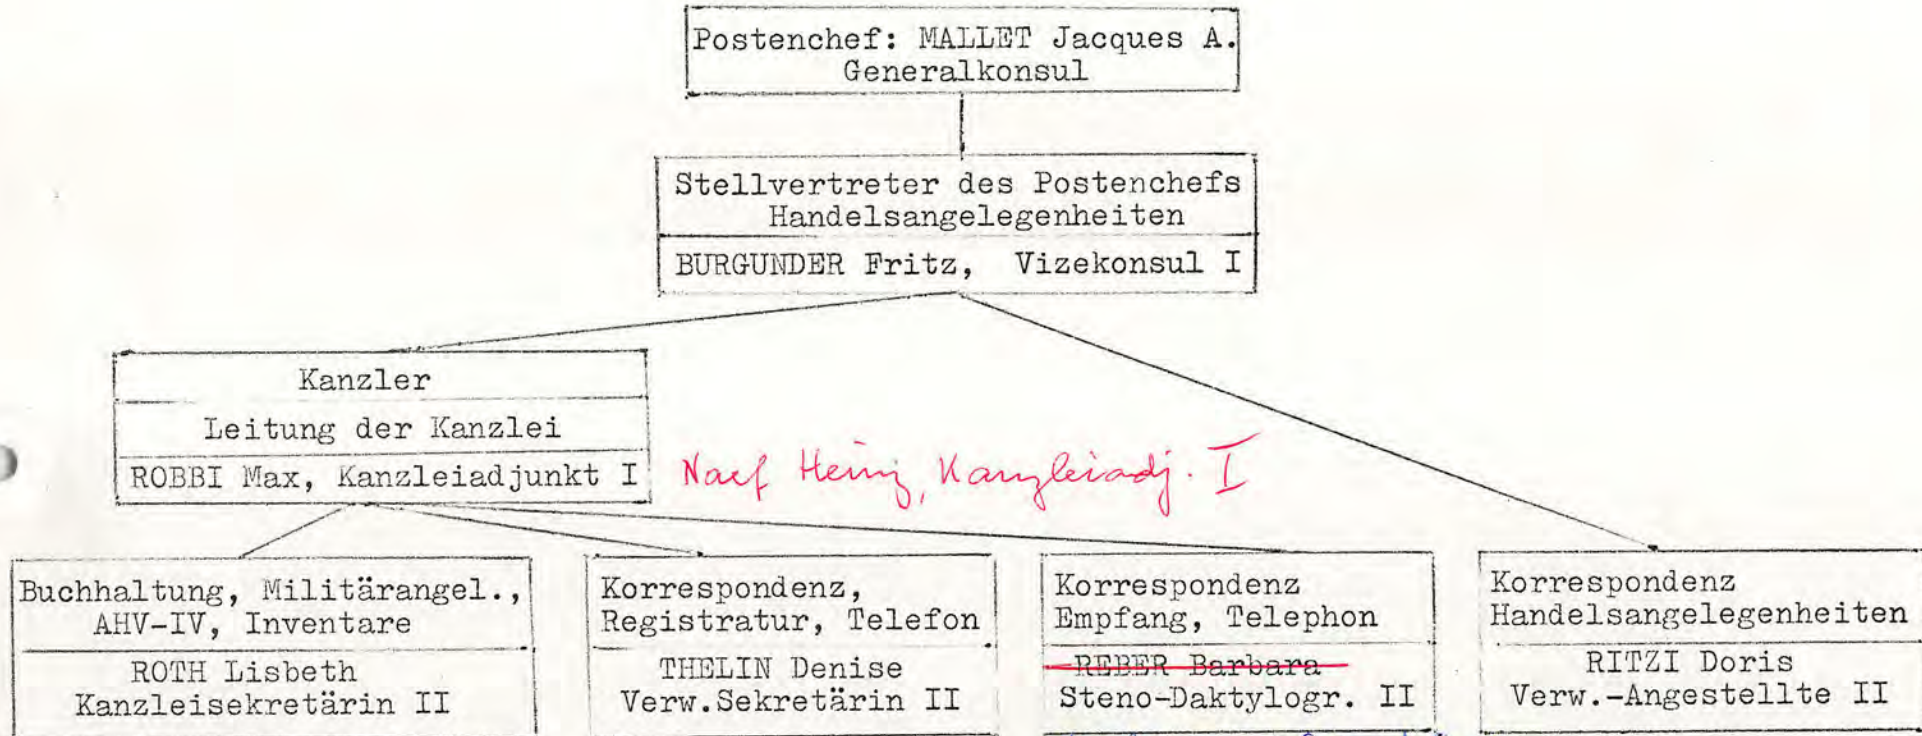 Postenchef: MALLET Jacques A.
Generalkonsul
Stellvertreter des Postenchefs
Handelsangelegenheiten
BURGUNDER Fritz, Vizekonsul I
Kanzler
Leitung der Kanzlei
ROBBI Max, Kanzleiadjunkt I
Naef Heinz, Kanzleiadj. I
Buchhaltung, Militärangel.,
AHV-IV, Inventare
ROTH Lisbeth
Kanzleisekretärin II
Korrespondenz,
Registratur, Telefon
THELIN Denise
Verw.Sekretärin II
Korrespondenz
Empfang, Telephon
REBER Barbara
Steno-Daktylogr. II
Korrespondenz
Handelsangelegenheiten
RITZI Doris
Verw.-Angestellte II